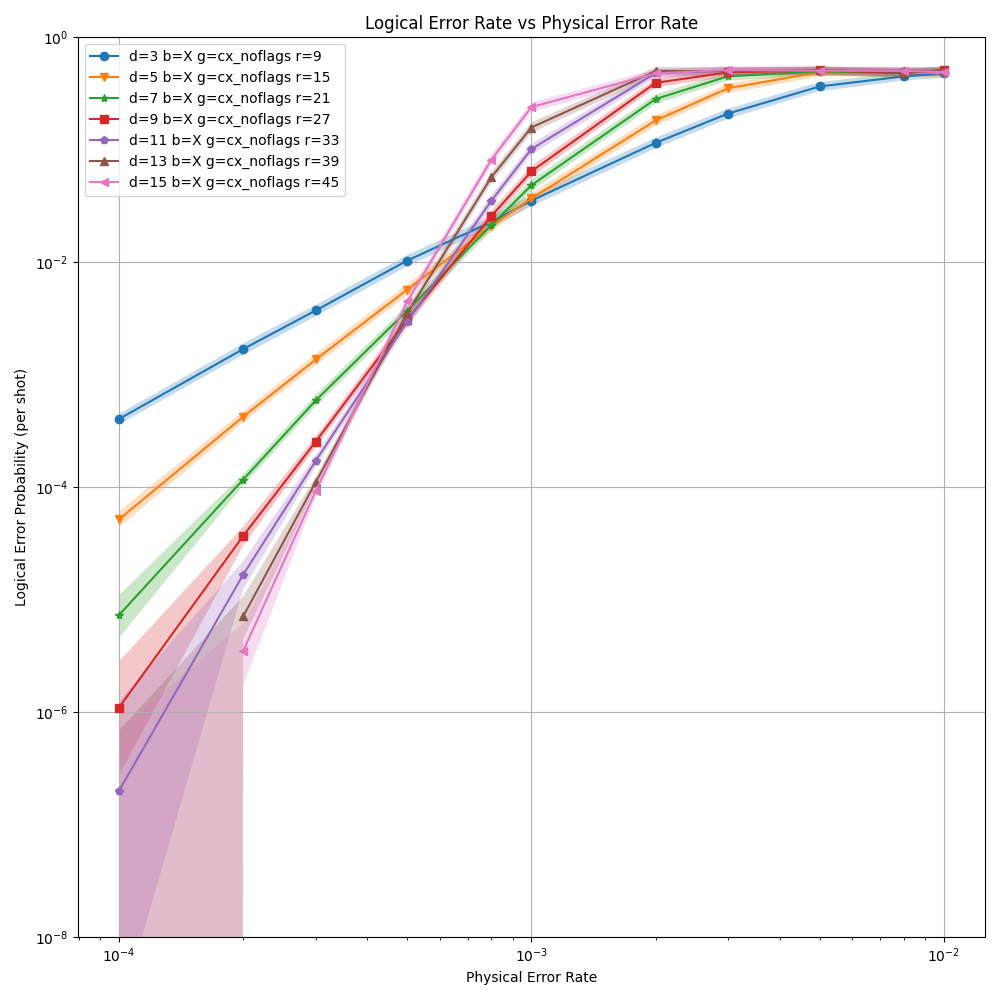 Logical Error Rate vs Physical Error Rate
10^0
d=3 b=X g=cx_noflags r=9
d=5 b=X g=cx_noflags r=15
d=7 b=X g=cx_noflags r=21
d=9 b=X g=cx_noflags r=27
d=11 b=X g=cx_noflags r=33
d=13 b=X g=cx_noflags r=39
d=15 b=X g=cx_noflags r=45
10^−2
10^−4
10^−6
10^−8
Logical Error Probability (per shot)
10^−4 10^−3 10^−2
Physical Error Rate